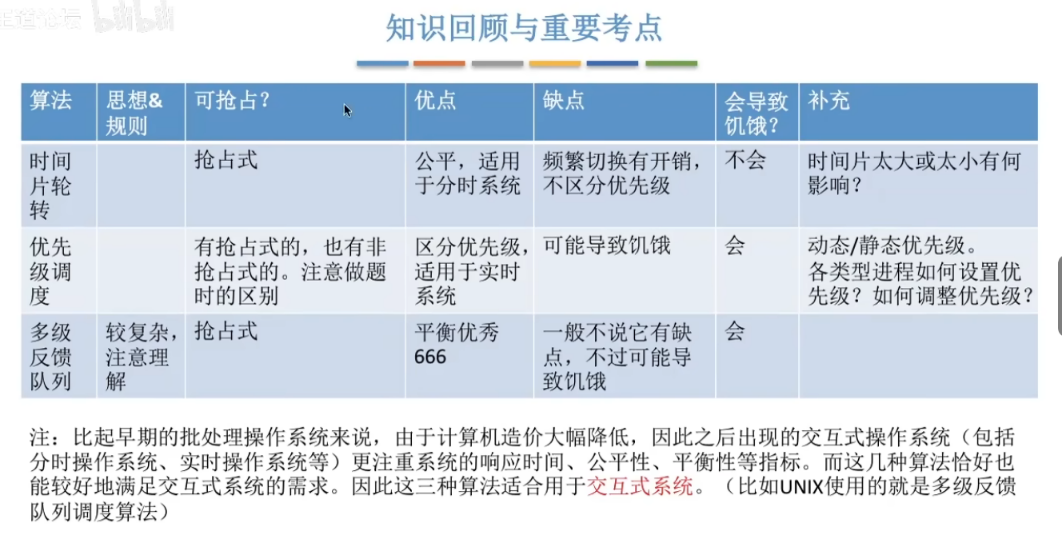 bilibili
知识回顾与重要考点
算法
思想&
规则
可抢占？
优点
缺点
会导致
饥饿？
补充
时间
片轮
转
抢占式
公平，适用
于分时系统
频繁切换有开销，
不区分优先级
不会
时间片太大或太小有何
影响？
优先
级调
度
有抢占式的，也有非
抢占式的。注意做题
时的区别
区分优先级，
适用于实时
系统
可能导致饥饿
会
动态/静态优先级。
各类型进程如何设置优
先级？如何调整优先级？
多级
反馈
队列
较复杂，
注意理
解
抢占式
平衡优秀
666
一般不说它有缺
点，不过可能导
致饥饿
会
注：比起早期的批处理操作系统来说，由于计算机造价大幅降低，因此之后出现的交互式操作系统（包括
分时操作系统、实时操作系统等）更注重系统的响应时间、公平性、平衡性等指标。而这几种算法恰好也
能较好地满足交互式系统的需求。因此这三种算法适合用于交互式系统。（比如UNIX使用的就是多级反馈
队列调度算法）